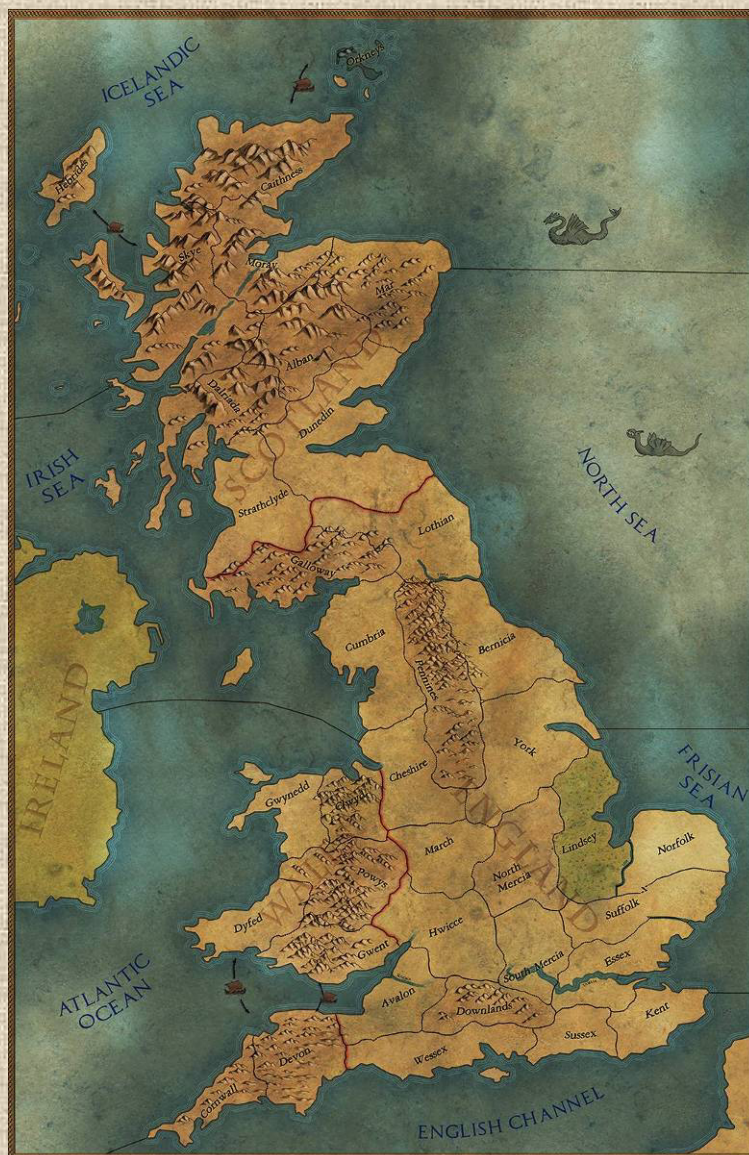 ICELANDIC
SEA
Orkneys
Hebrides
Caithness
Skye
Moray
Mar
Alban
SCOTLAND
Dalriada
Dunedin
IRISH
SEA
NORTH SEA
Strathclyde
Lothian
Galloway
Cumbria
Bernicia
Pennines
IRELAND
York
FRISIAN
SEA
Cheshire
Gwynedd
Clwyd
ENGLAND
March
Lindsey
Norfolk
North
Mercia
Powys
WALES
Suffolk
Dyfed
Hwicce
Gwent
Essex
South Mercia
ATLANTIC
OCEAN
Avalon
Downlands
Kent
Sussex
Devon
Wessex
Cornwall
ENGLISH CHANNEL